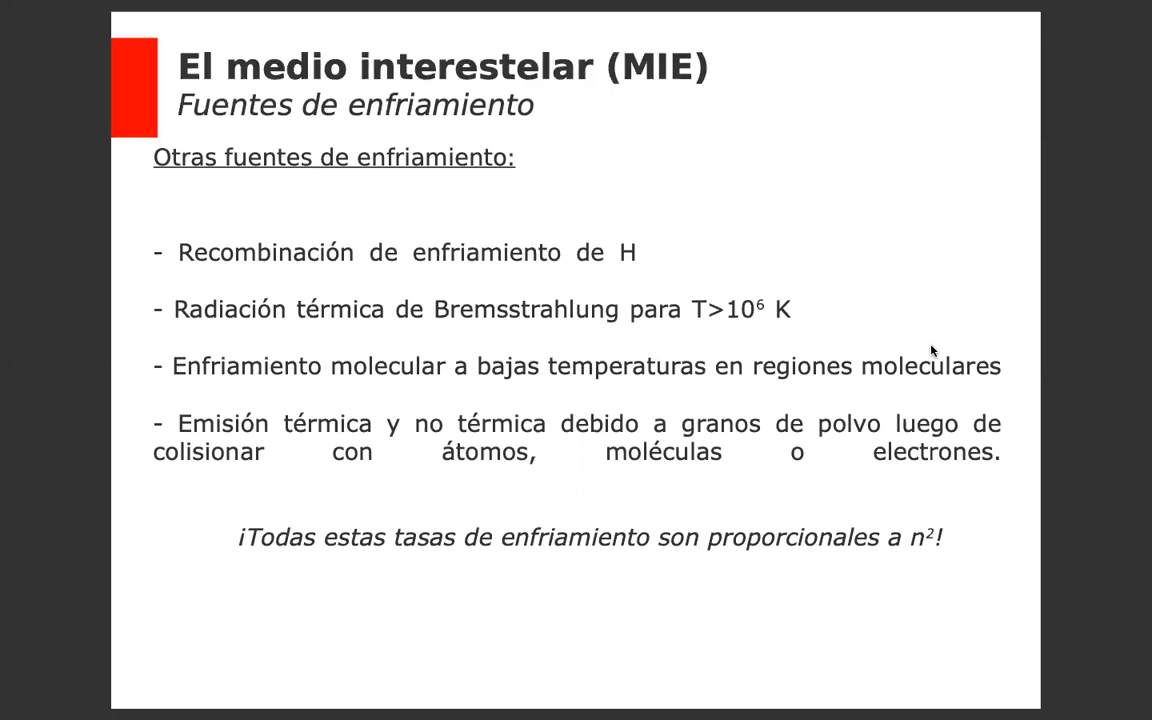 El medio interestelar (MIE)
Fuentes de enfriamiento
Otras fuentes de enfriamiento:
- Recombinación de enfriamiento de H
- Radiación térmica de Bremsstrahlung para T>10⁶ K
- Enfriamiento molecular a bajas temperaturas en regiones moleculares
- Emisión térmica y no térmica debido a granos de polvo luego de
colisionar con átomos, moléculas o electrones.
¡Todas estas tasas de enfriamiento son proporcionales a n²!